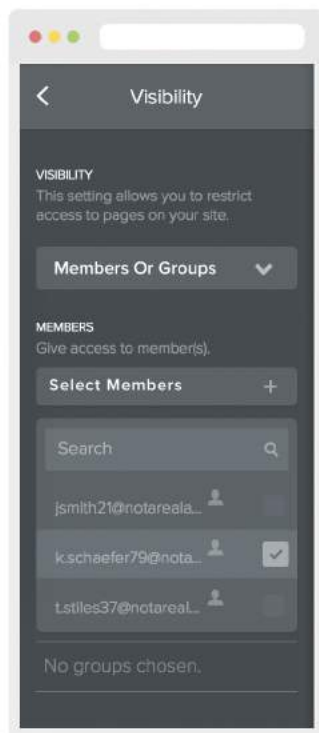 Visibility
VISIBILITY
This setting allows you to restrict
access to pages on your site.
Members Or Groups
MEMBERS
Give access to member(s).
Select Members +
Search
jsmith21@notareala...
k.schaefer79@nota...
t.stiles37@notareal...
No groups chosen.